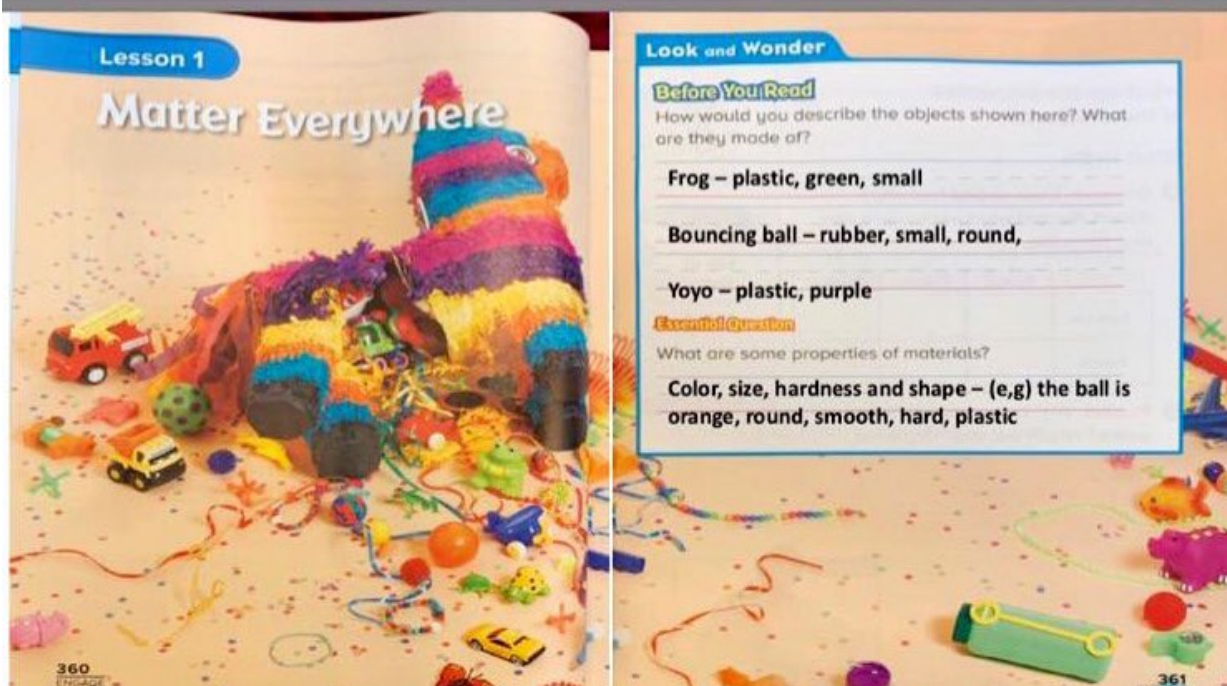 Lesson 1
Matter Everywhere
360
ENGAGE
Look and Wonder
Before You Read
How would you describe the objects shown here? What
are they made of?
Frog – plastic, green, small
Bouncing ball – rubber, small, round,
Yoyo – plastic, purple
Essential Question
What are some properties of materials?
Color, size, hardness and shape – (e,g) the ball is
orange, round, smooth, hard, plastic
361